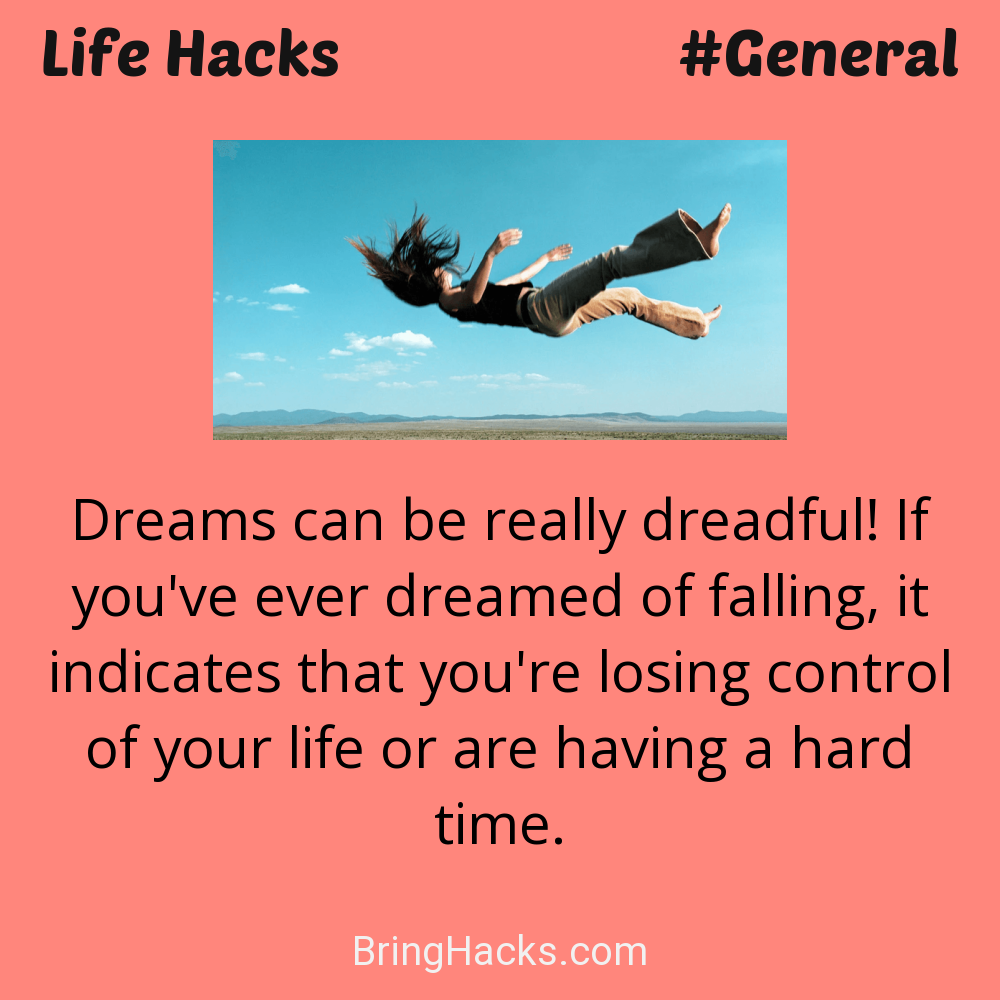 Life Hacks #General
Dreams can be really dreadful! If
you've ever dreamed of falling, it
indicates that you're losing control
of your life or are having a hard
time.
BringHacks.com